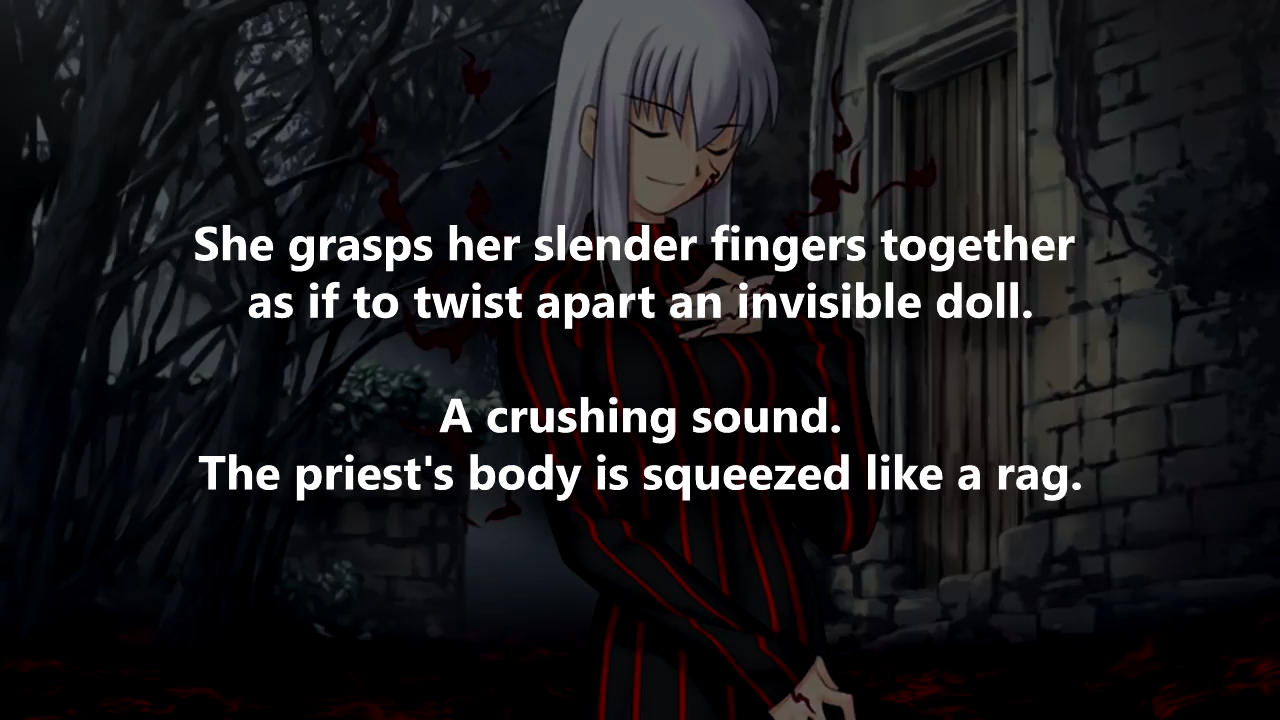 She grasps her slender fingers together
as if to twist apart an invisible doll.
A crushing sound.
The priest's body is squeezed like a rag.